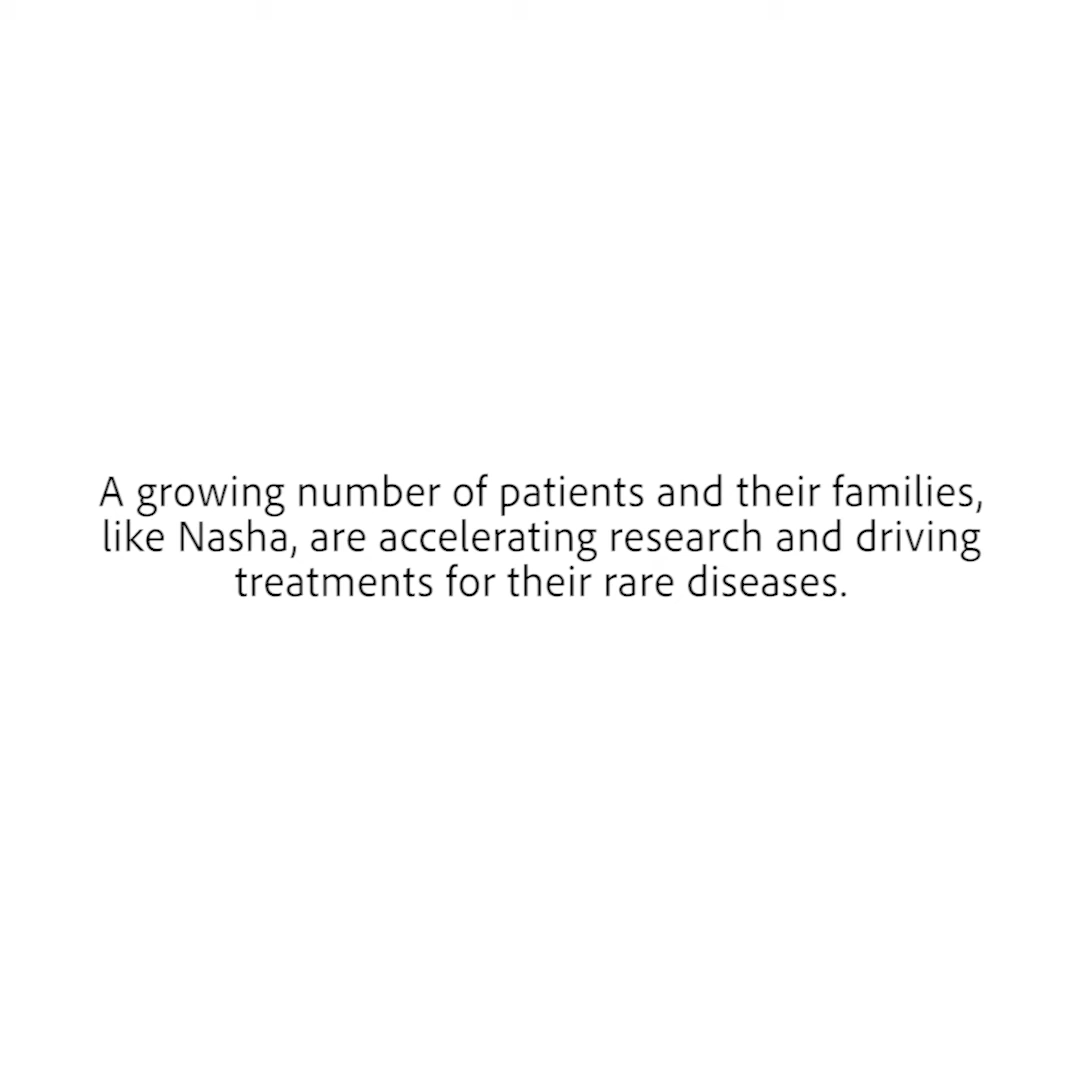 A growing number of patients and their families,
like Nasha, are accelerating research and driving
treatments for their rare diseases.